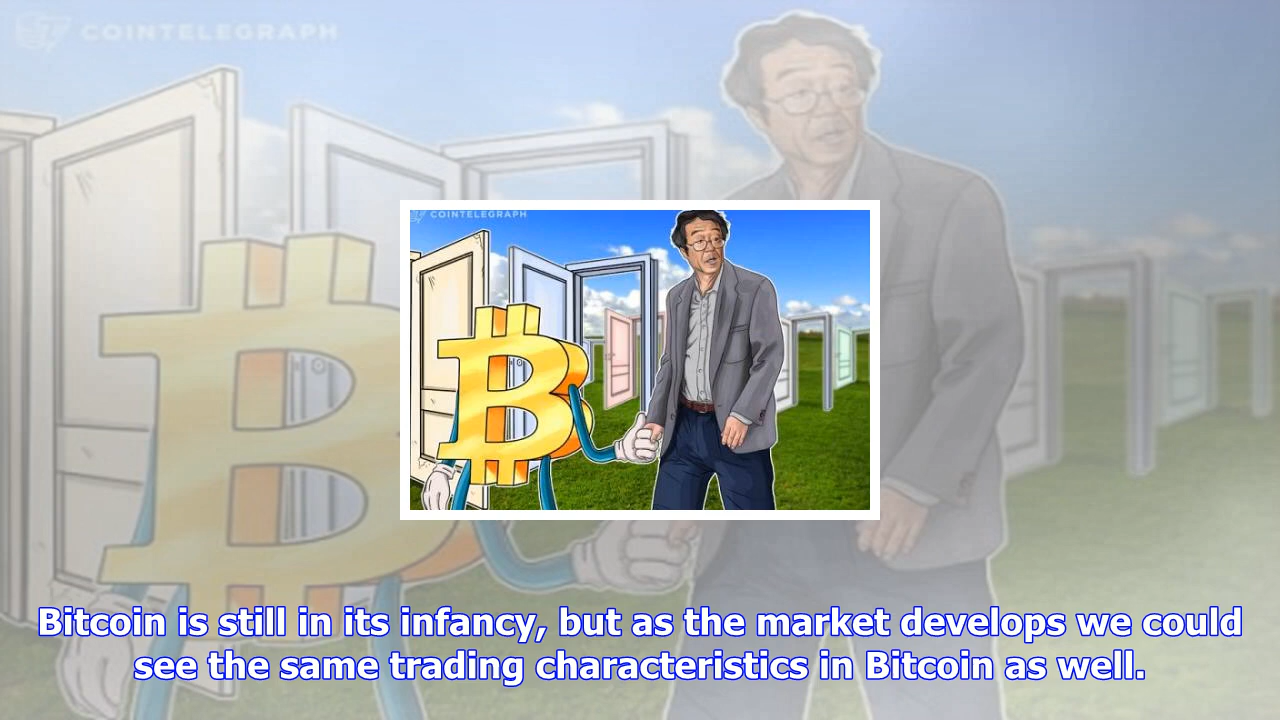 COINTELEGRAPH
COINTELEGRAPH
Bitcoin is still in its infancy, but as the market develops we could
see the same trading characteristics in Bitcoin as well.